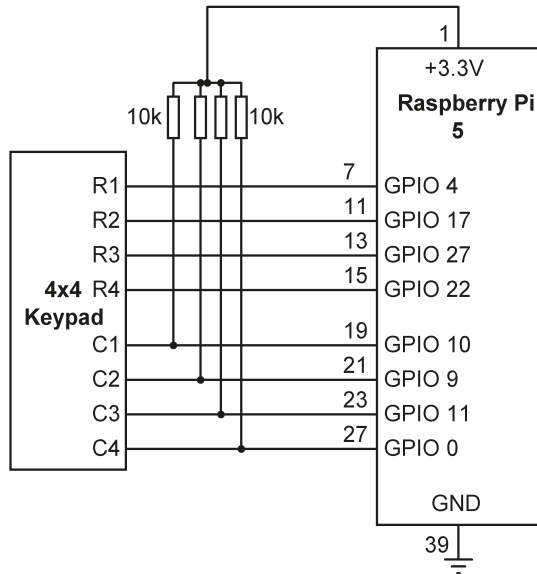 1
+3.3V
Raspberry Pi
5
10k
10k
R1
7
GPIO 4
R2
11
GPIO 17
R3
13
GPIO 27
4x4
Keypad
R4
15
GPIO 22
C1
19
GPIO 10
C2
21
GPIO 9
C3
23
GPIO 11
C4
27
GPIO 0
GND
39